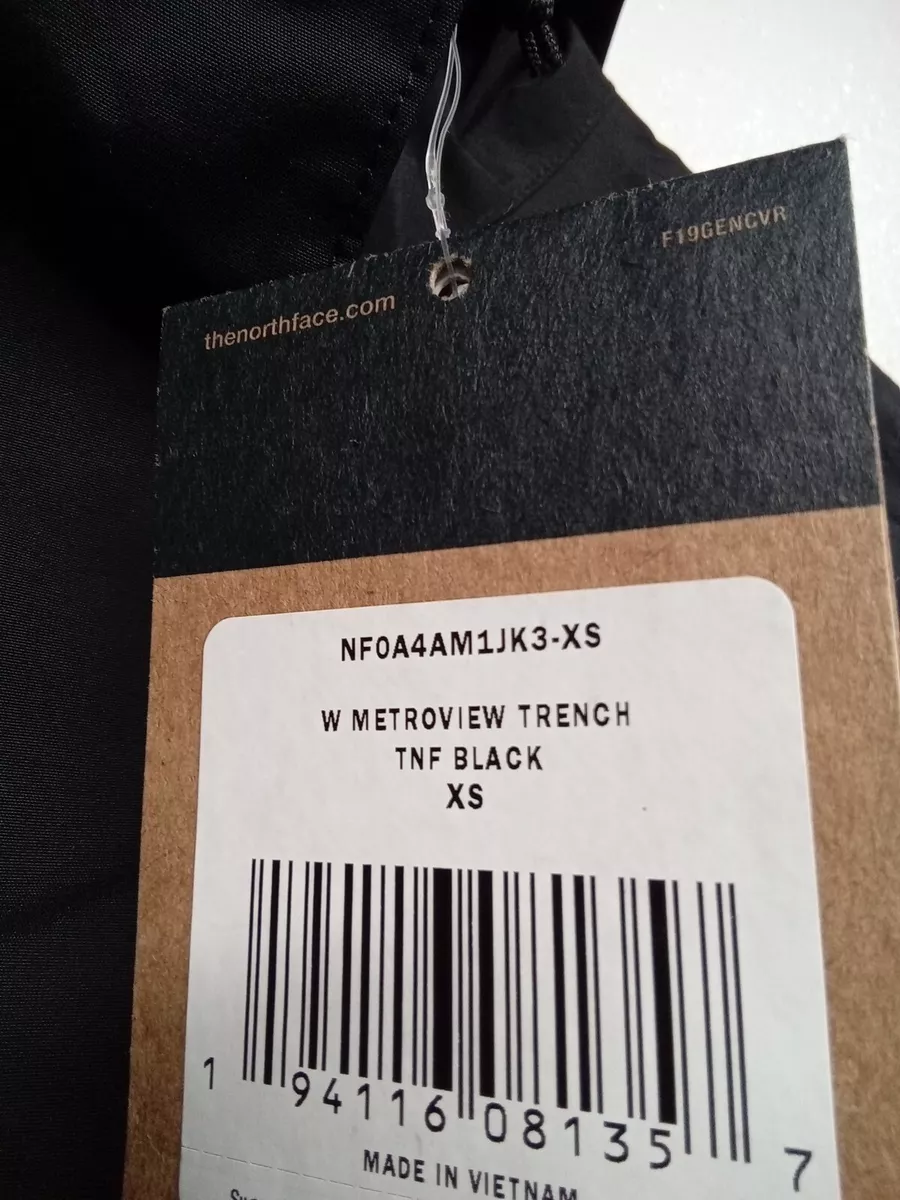 thenorthface.com
F19GENCVR
NF0A4AM1JK3-XS
W METROVIEW TRENCH
TNF BLACK
XS
1 94116 08135 7
MADE IN VIETNAM